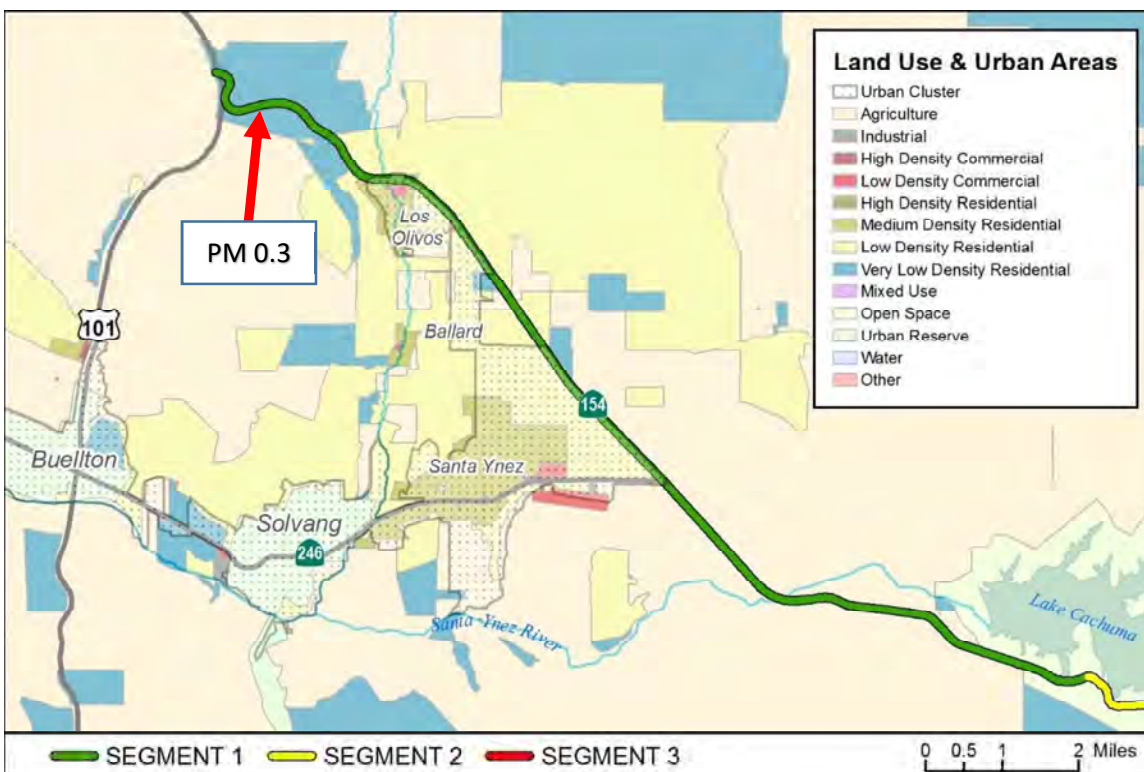 Land Use & Urban Areas
Urban Cluster
Agriculture
Industrial
High Density Commercial
Low Density Commercial
High Density Residential
Medium Density Residential
Low Density Residential
Very Low Density Residential
Mixed Use
Open Space
Urban Reserve
Water
Other
PM 0.3
Los
Olivos
101
Ballard
154
Buellton
Santa Ynez
Solvang
246
Santa Ynez River
Lake Cachuma
SEGMENT 1 SEGMENT 2 SEGMENT 3
0 0.5 1 2 Miles